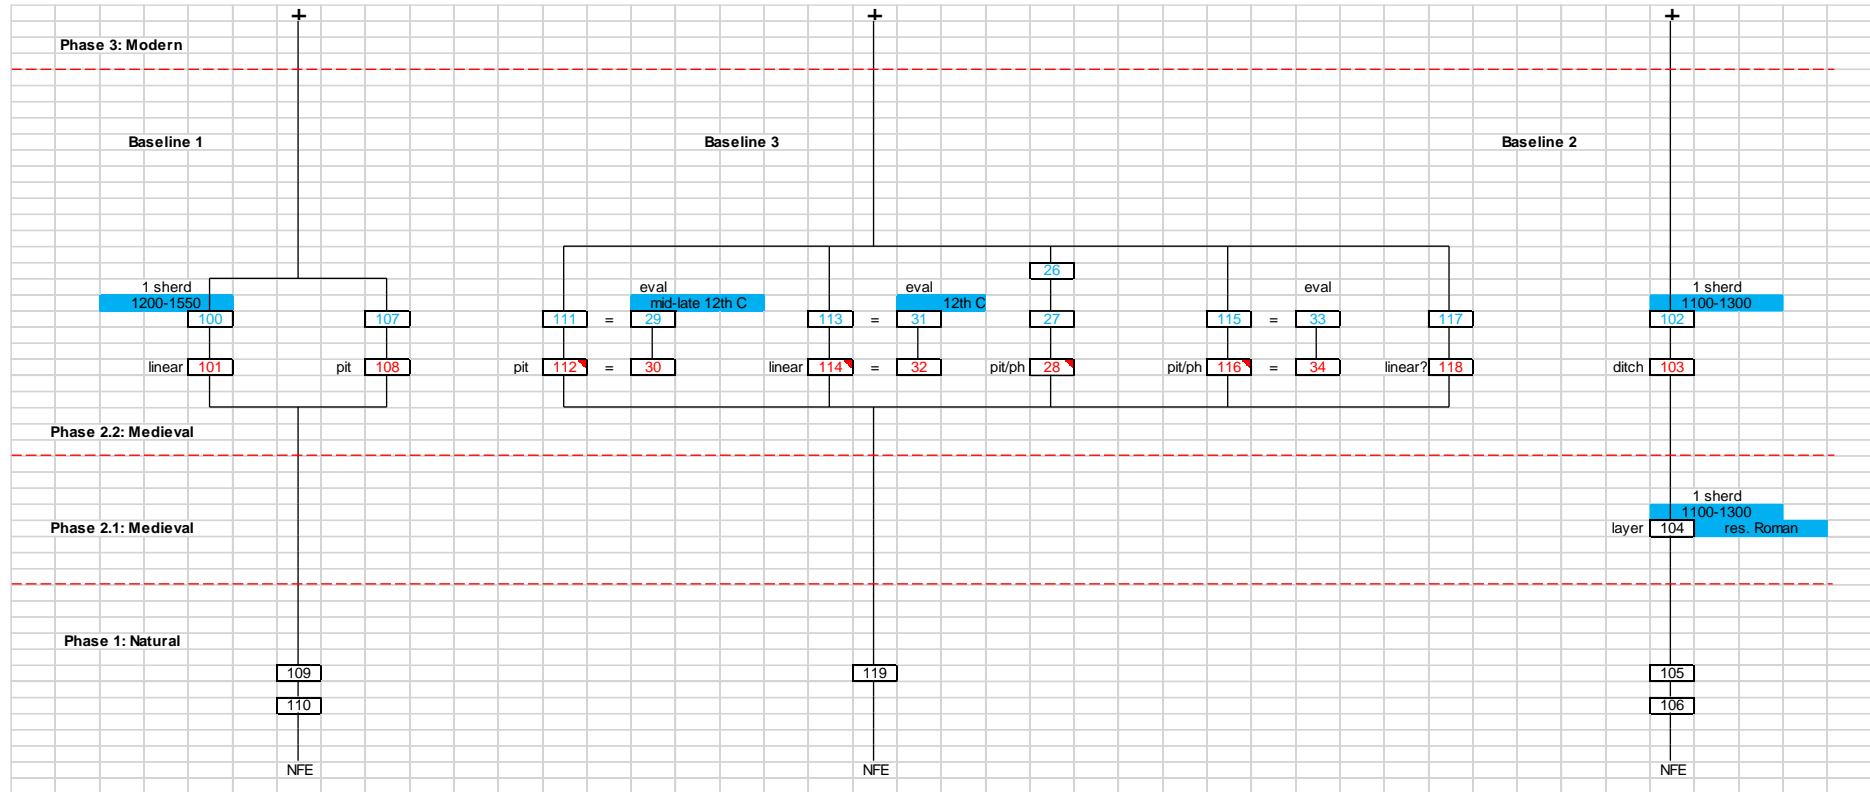 + + +
Phase 3: Modern
Baseline 1 Baseline 3 Baseline 2
26
1 sherd eval eval eval 1 sherd
1200-1550 mid-late 12th C 12th C 1100-1300
100 107 111 = 29 113 = 31 27 115 = 33 117 102
linear 101 pit 108 pit 112 = 30 linear 114 = 32 pit/ph 28 pit/ph 116 = 34 linear? 118 ditch 103
Phase 2.2: Medieval
1 sherd
1100-1300
Phase 2.1: Medieval layer 104 res. Roman
Phase 1: Natural
109 119 105
110 106
NFE NFE NFE